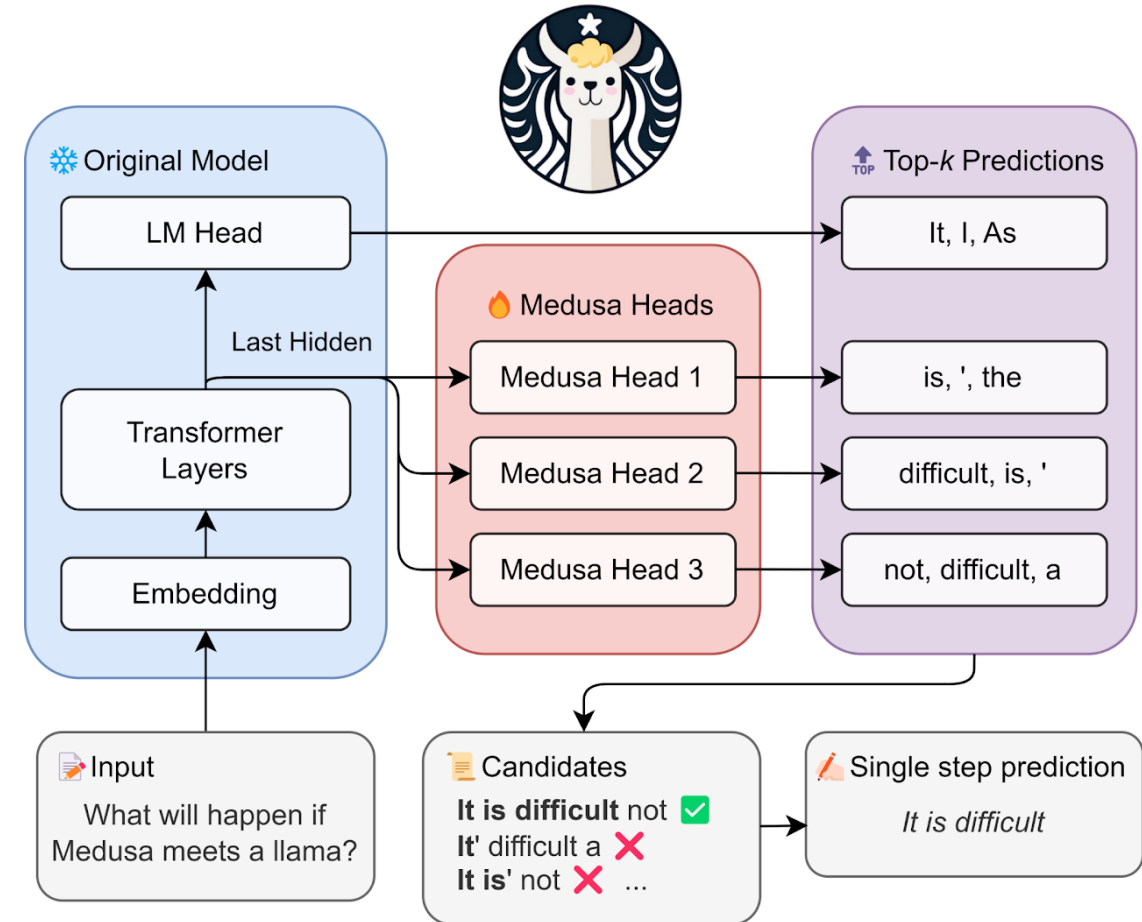 Original Model
LM Head
Last Hidden
Transformer
Layers
Embedding
Medusa Heads
Medusa Head 1
Medusa Head 2
Medusa Head 3
TOP
Top-k Predictions
It, I, As
is, ', the
difficult, is, '
not, difficult, a
Input
What will happen if
Medusa meets a llama?
Candidates
It is difficult not
It' difficult a
It is' not
...
Single step prediction
It is difficult